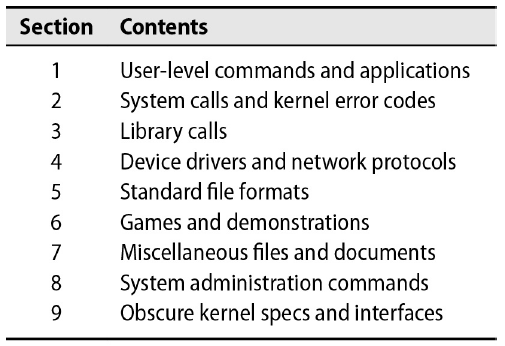 Section Contents
1 User-level commands and applications
2 System calls and kernel error codes
3 Library calls
4 Device drivers and network protocols
5 Standard file formats
6 Games and demonstrations
7 Miscellaneous files and documents
8 System administration commands
9 Obscure kernel specs and interfaces